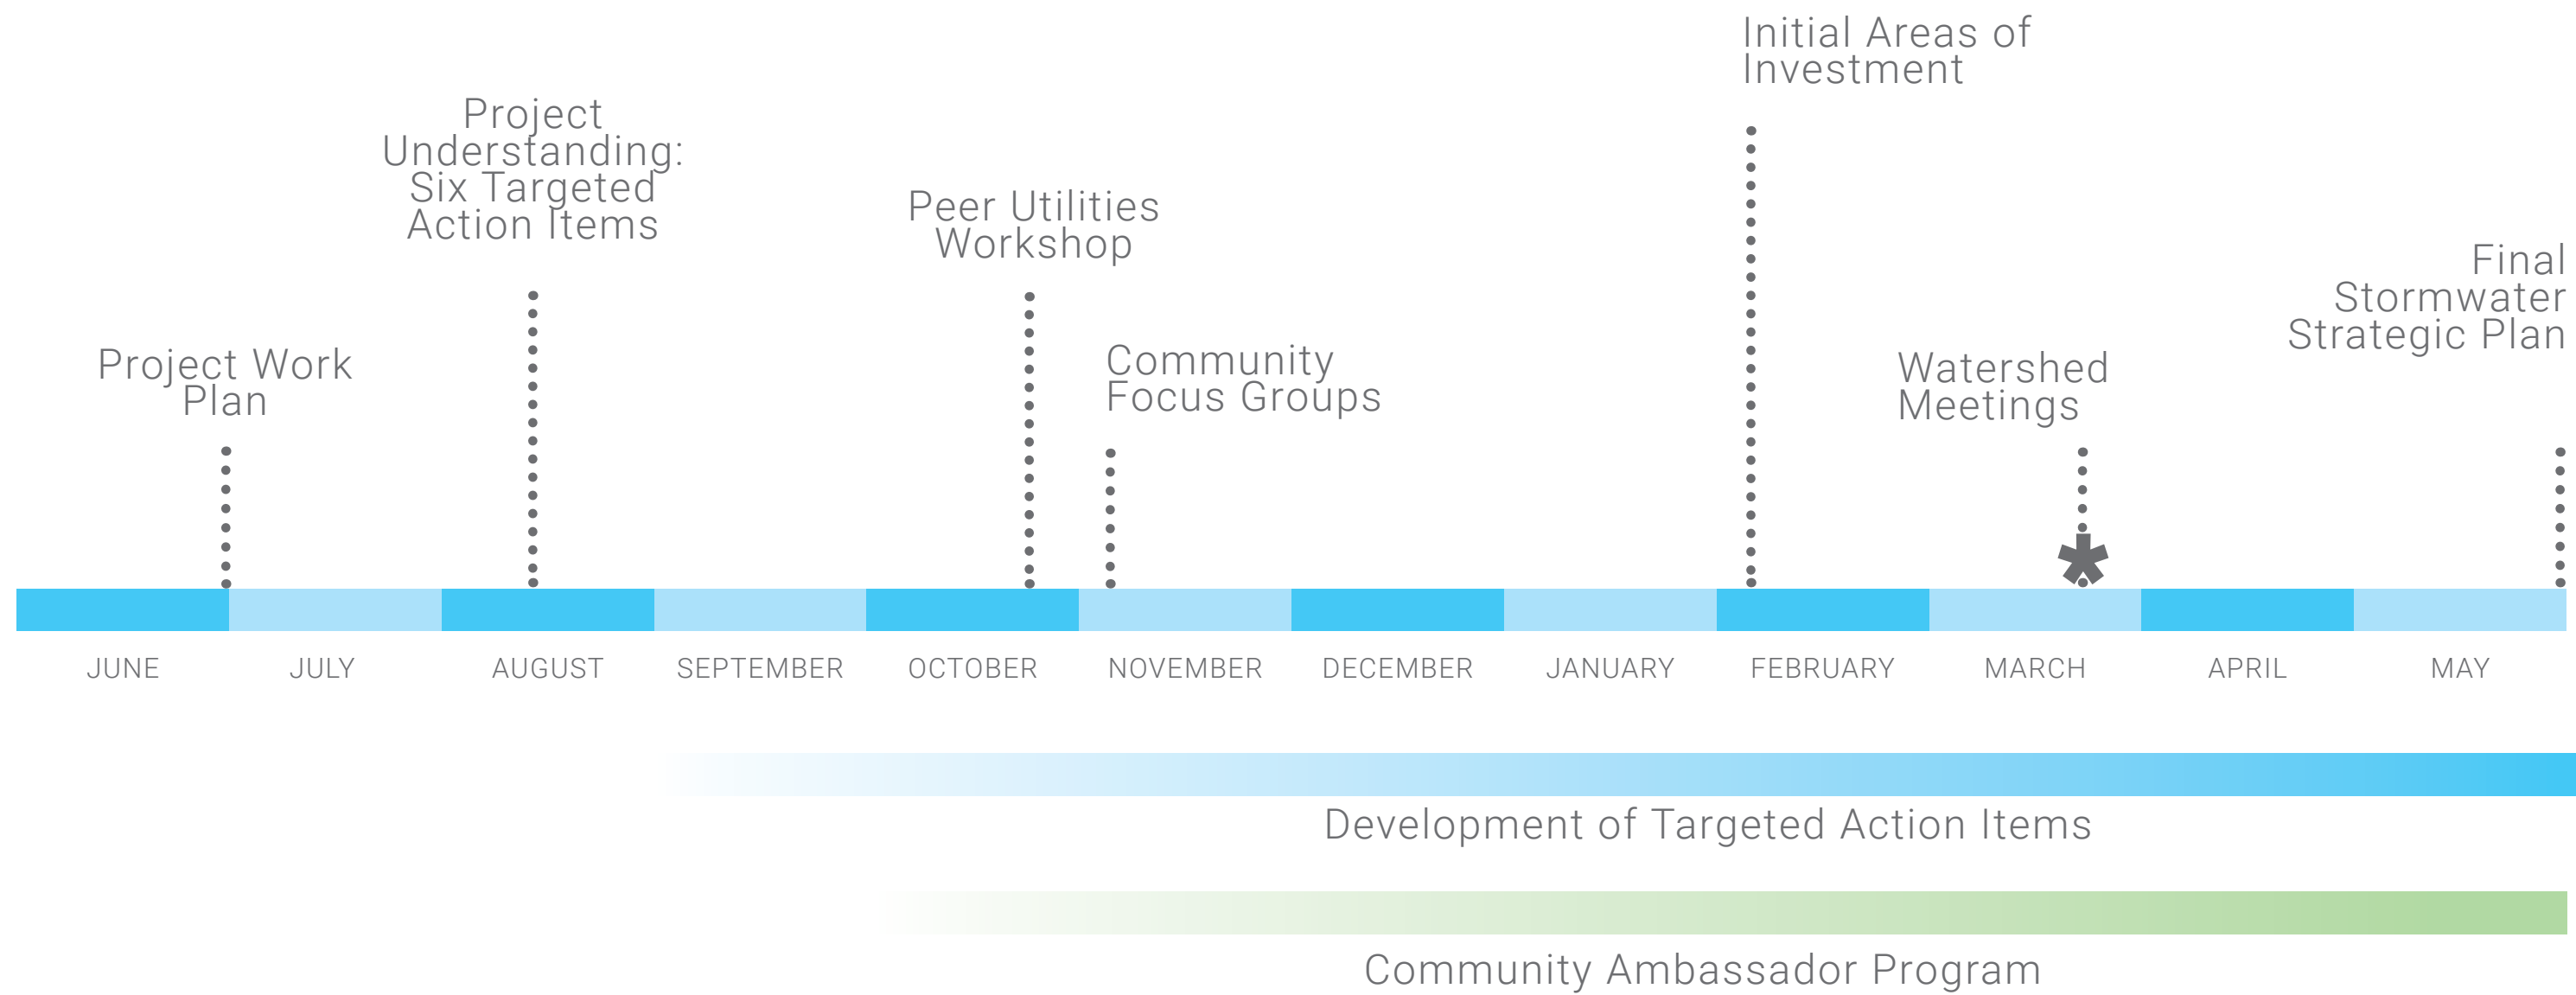 Project Work
Plan
Project
Understanding:
Six Targeted
Action Items
Peer Utilities
Workshop
Community
Focus Groups
Initial Areas of
Investment
Watershed
Meetings
*
Final
Stormwater
Strategic Plan
JUNE
JULY
AUGUST
SEPTEMBER
OCTOBER
NOVEMBER
DECEMBER
JANUARY
FEBRUARY
MARCH
APRIL
MAY
Development of Targeted Action Items
Community Ambassador Program